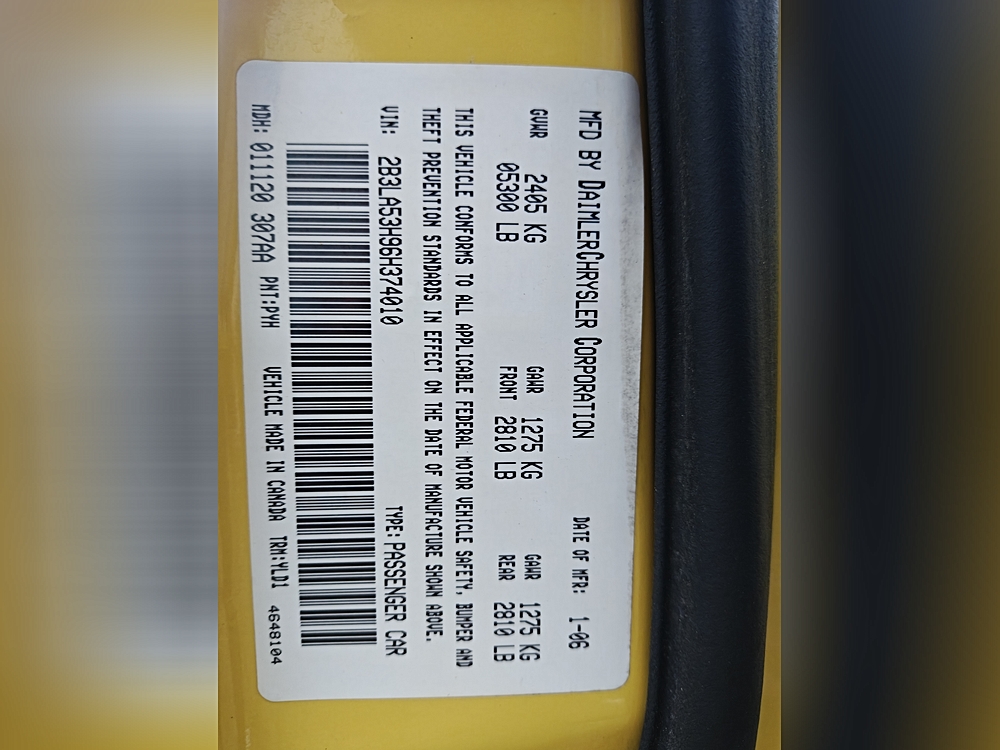 MFD BY DAIMLERCHRYSLER CORPORATION DATE OF MFR: 1-06
GVWR 2405 KG GAWR 1275 KG GAWR 1275 KG
05300 LB FRONT 2810 LB REAR 2810 LB
THIS VEHICLE CONFORMS TO ALL APPLICABLE FEDERAL MOTOR VEHICLE SAFETY, BUMPER AND
THEFT PREVENTION STANDARDS IN EFFECT ON THE DATE OF MANUFACTURE SHOWN ABOVE.
VIN: 2B3LA53H96H374010 TYPE: PASSENGER CAR
MDH: 011120 307AA PNT:PYH VEHICLE MADE IN CANADA TRM:YLD1 4648104